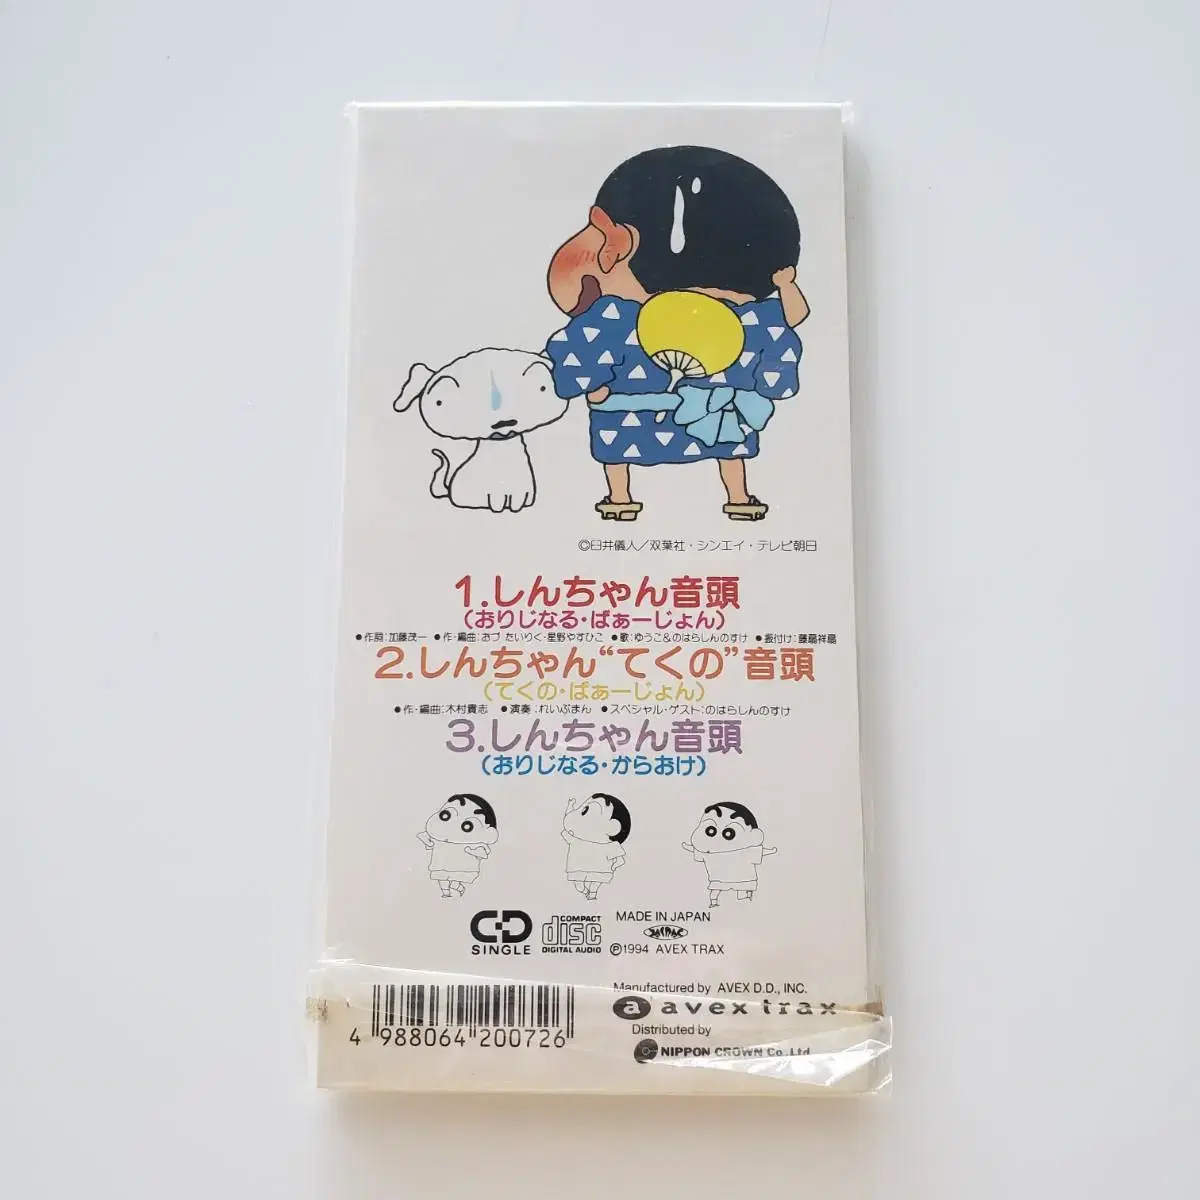 ©臼井儀人／双葉社・シンエイ・テレビ朝日
1.しんちゃん音頭
(おりじなる・ばぁーじょん)
●作詞：加藤茂一 ●作・編曲：おづ たいりく・星野やすひこ ●歌：ゆうこ&のはらしんのすけ ●振付け：藤扇祥扇
2.しんちゃん“てくの”音頭
(てくの・ばぁーじょん)
●作・編曲：木村貴志 ●演奏：れいぶまん ●スペシャル・ゲスト：のはらしんのすけ
3.しんちゃん音頭
(おりじなる・からおけ)
CD SINGLE
COMPACT disc DIGITAL AUDIO
MADE IN JAPAN
JASRAC
Ⓟ1994 AVEX TRAX
Manufactured by AVEX D.D., INC.
a avex trax
Distributed by
NIPPON CROWN Co., Ltd.
4 988064 200726